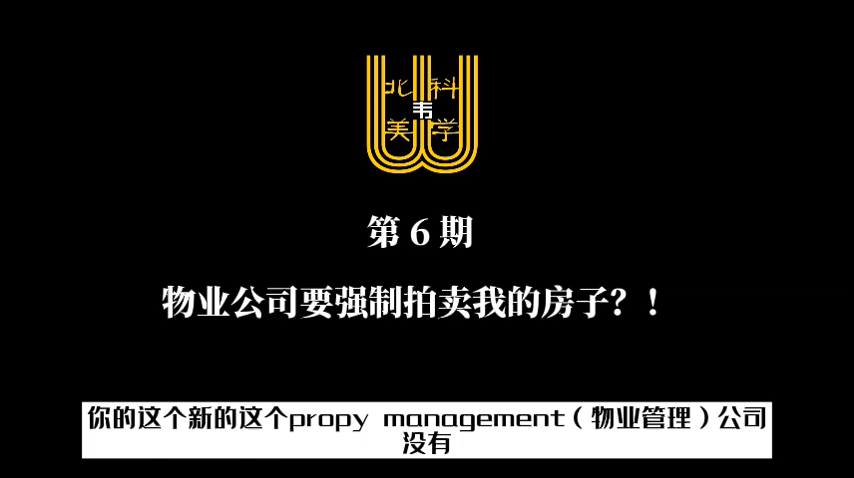 北 科
韦
美 学
第 6 期
物业公司要强制拍卖我的房子？！
你的这个新的这个propy management（物业管理）公司
没有